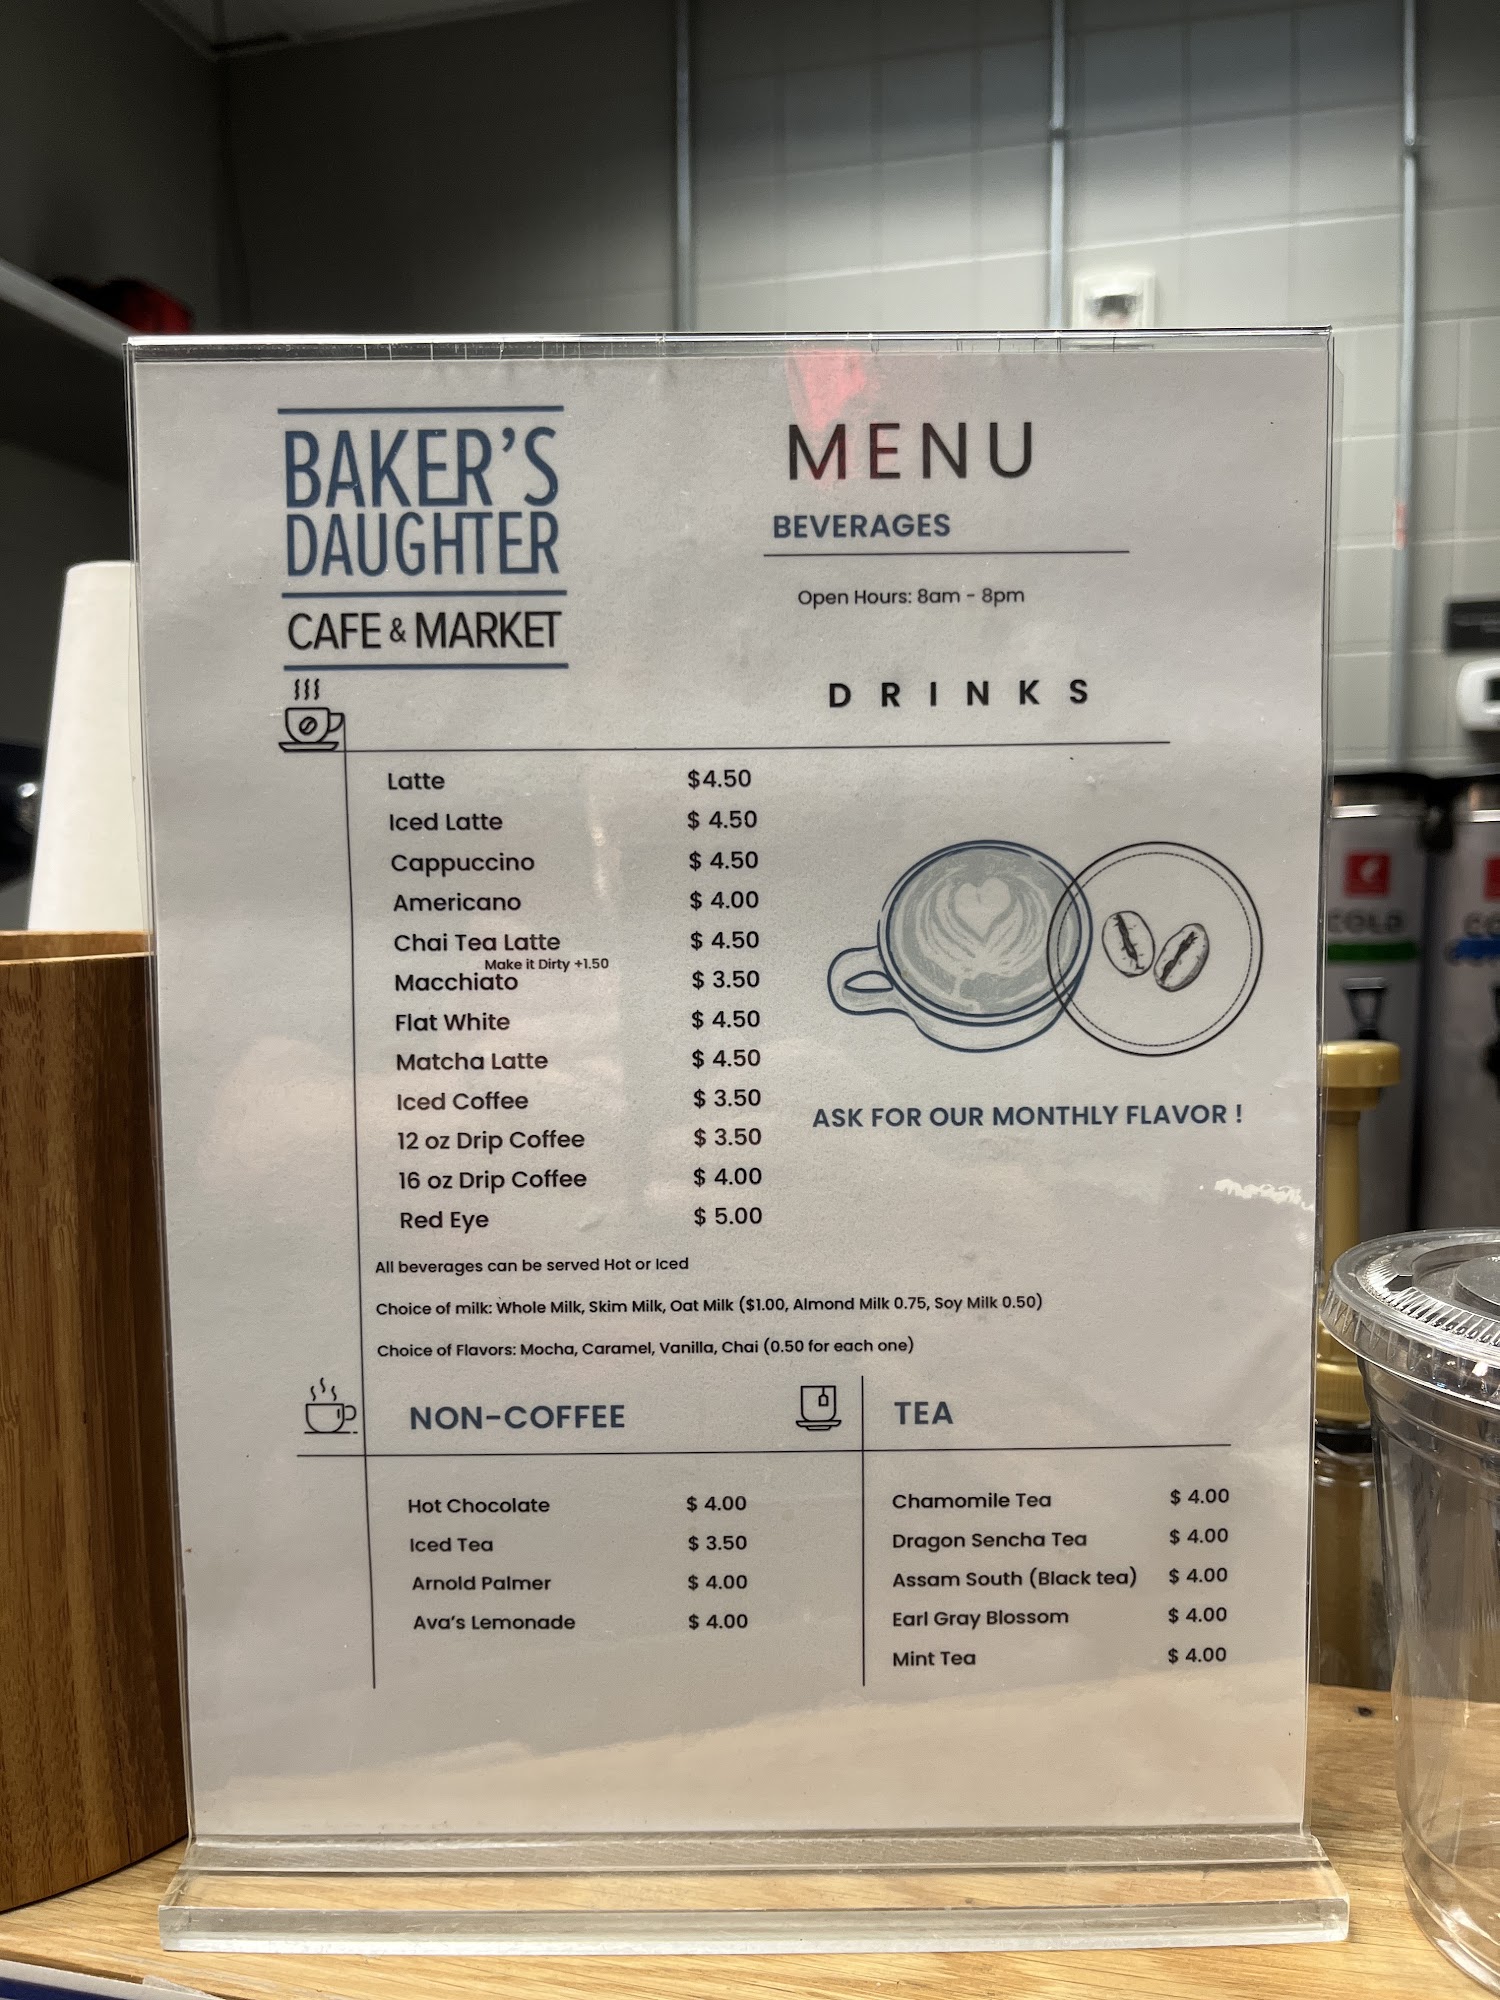 BAKER'S
DAUGHTER
CAFE & MARKET
MENU
BEVERAGES
Open Hours: 8am - 8pm
DRINKS
Latte $4.50
Iced Latte $ 4.50
Cappuccino $ 4.50
Americano $ 4.00
Chai Tea Latte $ 4.50
Make it Dirty +1.50
Macchiato $ 3.50
Flat White $ 4.50
Matcha Latte $ 4.50
Iced Coffee $ 3.50
12 oz Drip Coffee $ 3.50
16 oz Drip Coffee $ 4.00
Red Eye $ 5.00
ASK FOR OUR MONTHLY FLAVOR !
All beverages can be served Hot or Iced
Choice of milk: Whole Milk, Skim Milk, Oat Milk ($1.00, Almond Milk 0.75, Soy Milk 0.50)
Choice of Flavors: Mocha, Caramel, Vanilla, Chai (0.50 for each one)
NON-COFFEE
Hot Chocolate $ 4.00
Iced Tea $ 3.50
Arnold Palmer $ 4.00
Ava's Lemonade $ 4.00
TEA
Chamomile Tea $ 4.00
Dragon Sencha Tea $ 4.00
Assam South (Black tea) $ 4.00
Earl Gray Blossom $ 4.00
Mint Tea $ 4.00
COLD